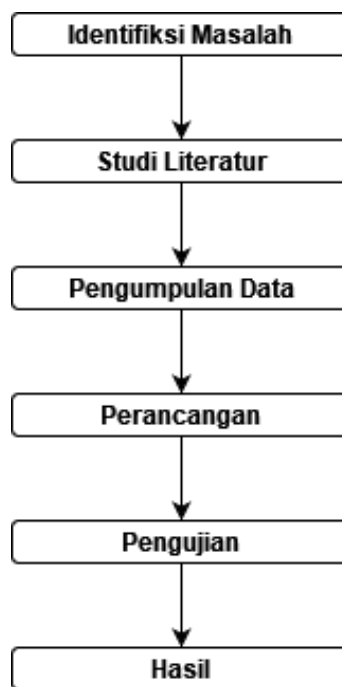 Identifiksi Masalah
Studi Literatur
Pengumpulan Data
Perancangan
Pengujian
Hasil